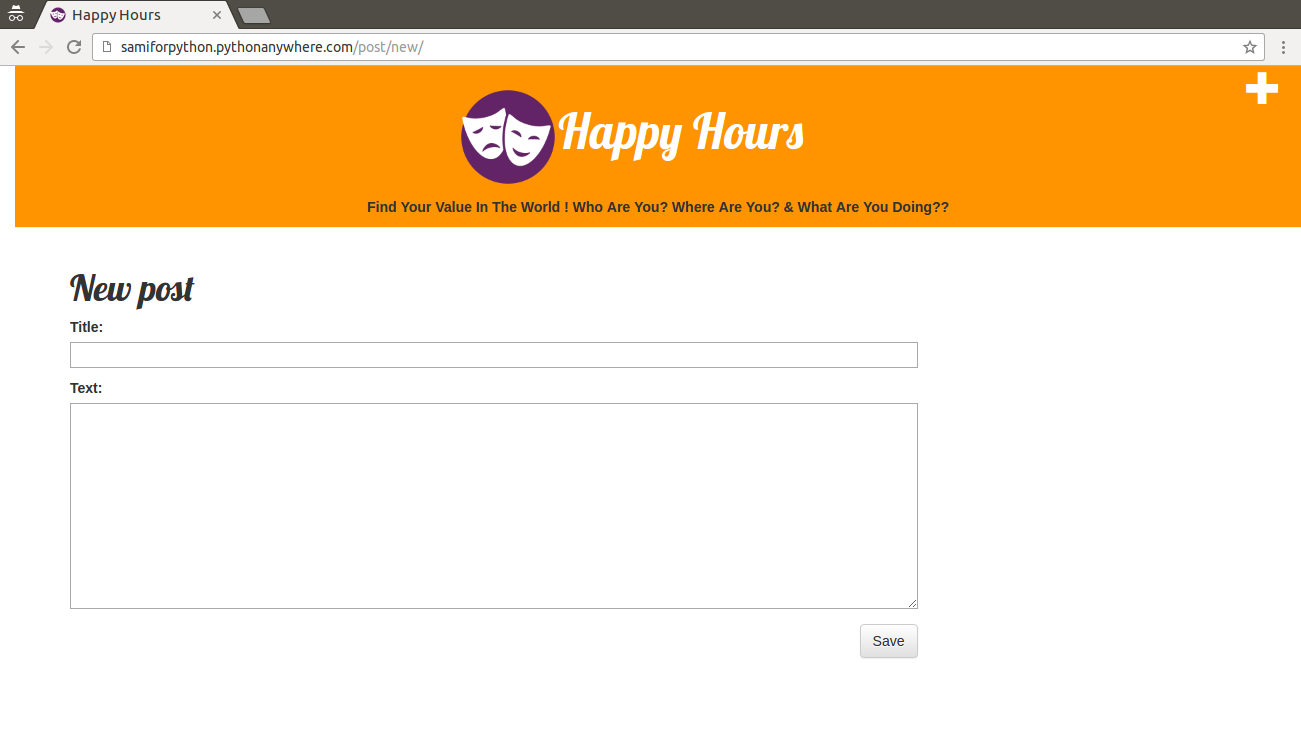 Happy Hours
samiforpython.pythonanywhere.com/post/new/
Happy Hours
Find Your Value In The World ! Who Are You? Where Are You? & What Are You Doing??
New post
Title:
Text:
Save